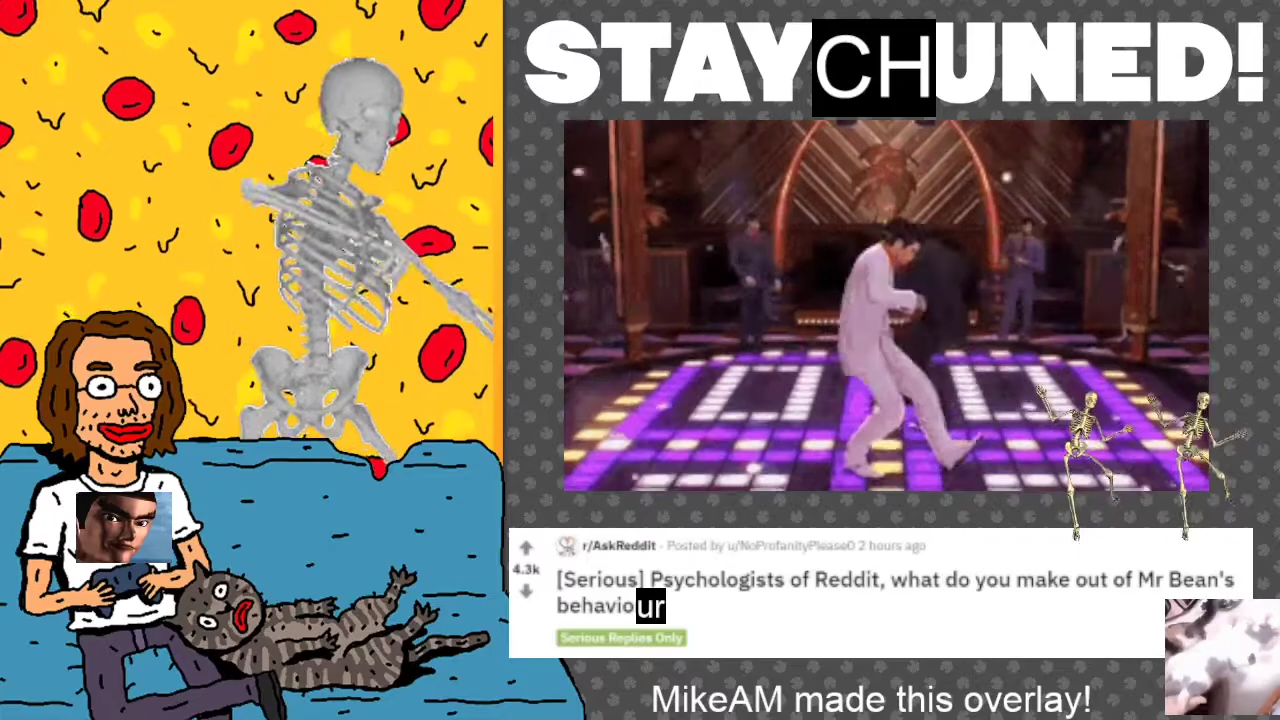 STAYCHUNED!
r/AskReddit · Posted by u/NoProfanityPlease0 2 hours ago
4.3k
[Serious] Psychologists of Reddit, what do you make out of Mr Bean's
behaviour
Serious Replies Only
MikeAM made this overlay!